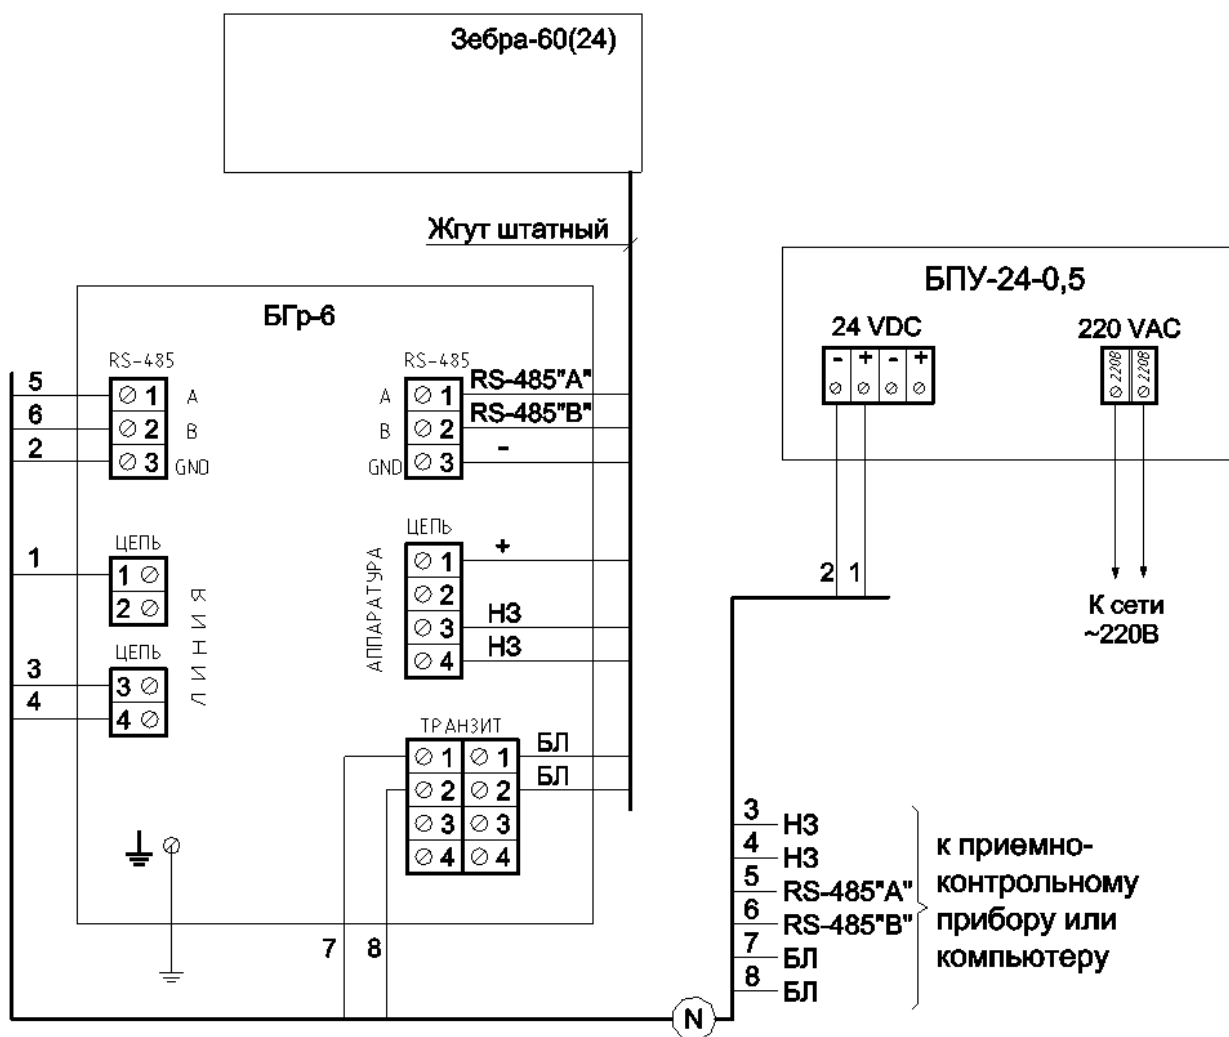 Зебра-60(24)
Жгут штатный
БПУ-24-0,5
24 VDC
220 VAC
- + - +
220В 220В
БГр-6
RS-485
RS-485
5
1
A
A
1
RS-485"A"
6
2
B
B
2
RS-485"B"
2
3
GND
GND
3
-
ЦЕПЬ
ЦЕПЬ
1
1
2
ЛИНИЯ
АППАРАТУРА
1
+
2
3
НЗ
4
НЗ
ЦЕПЬ
3
3
4
4
2 1
К сети
~220В
ТРАНЗИТ
1 1
БЛ
2 2
БЛ
3 3
4 4
7
8
3
НЗ
4
НЗ
5
RS-485"A"
6
RS-485"B"
7
БЛ
8
БЛ
к приемно-
контрольному
прибору или
компьютеру
N